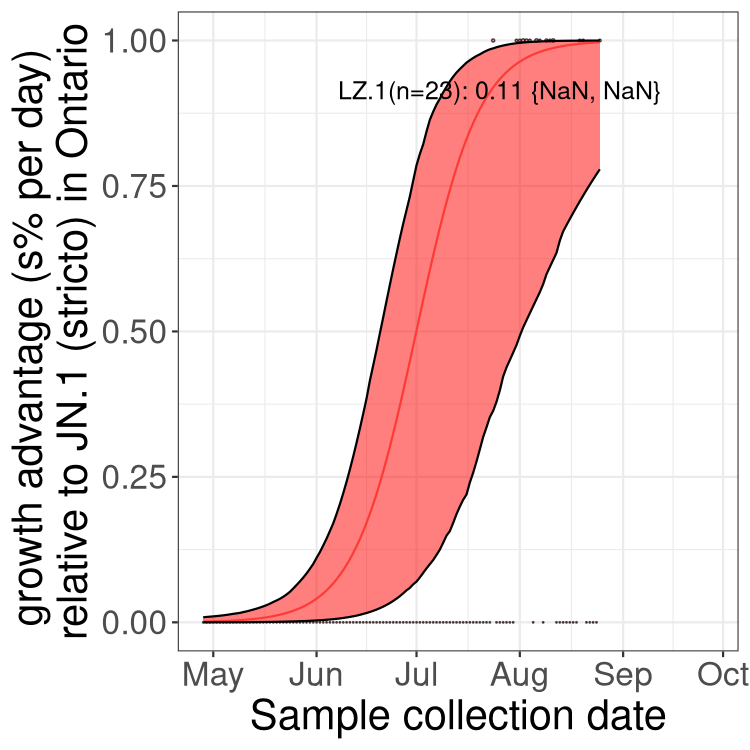 growth advantage (s% per day)
relative to JN.1 (stricto) in Ontario
1.00
0.75
0.50
0.25
0.00
LZ.1(n=23): 0.11 {NaN, NaN}
May Jun Jul Aug Sep Oct
Sample collection date